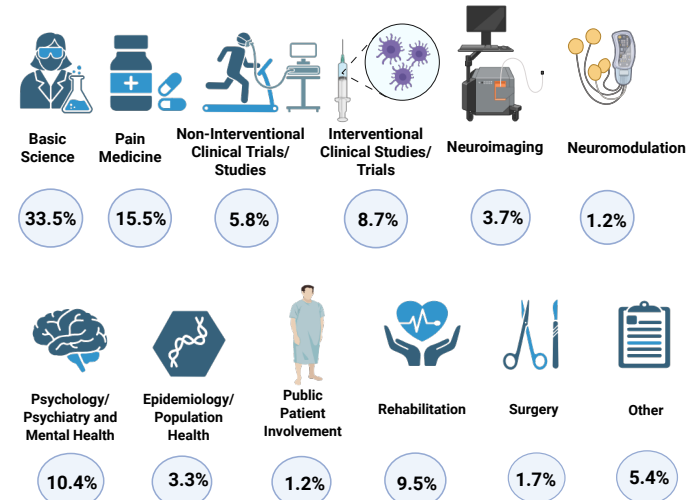 Basic
Science
Pain
Medicine
Non-Interventional
Clinical Trials/
Studies
Interventional
Clinical Studies/
Trials
Neuroimaging
Neuromodulation
33.5%
15.5%
5.8%
8.7%
3.7%
1.2%
Psychology/
Psychiatry and
Mental Health
Epidemiology/
Population
Health
Public
Patient
Involvement
Rehabilitation
Surgery
Other
10.4%
3.3%
1.2%
9.5%
1.7%
5.4%